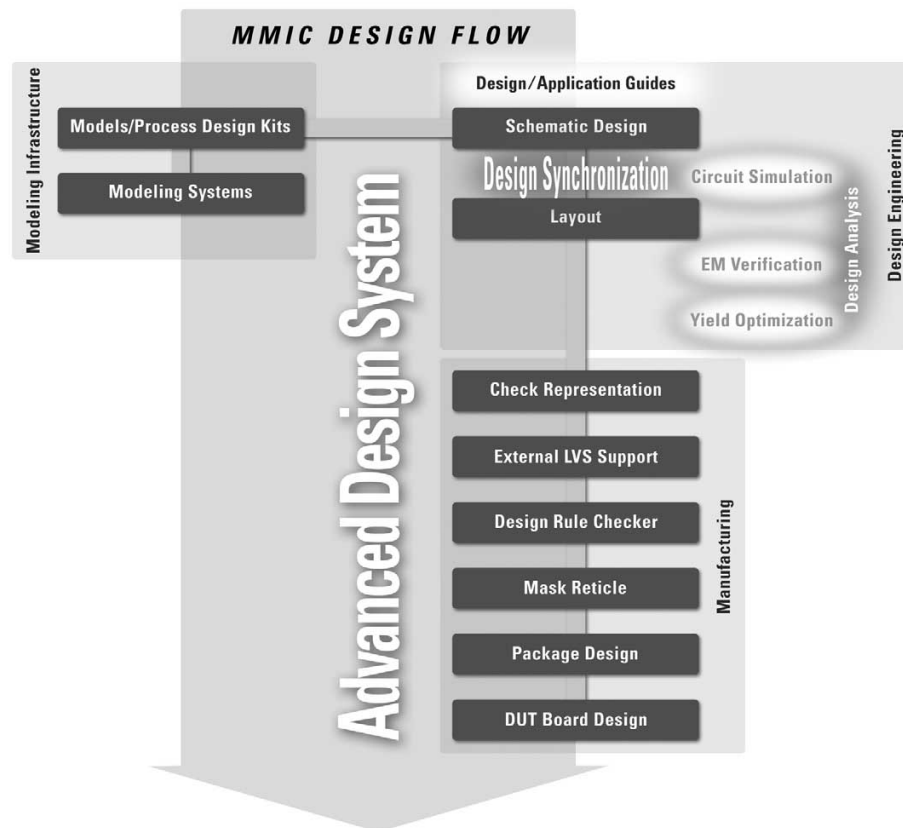 MMIC DESIGN FLOW
Modeling Infrastructure
Models/Process Design Kits
Modeling Systems
Advanced Design System
Design/Application Guides
Schematic Design
Design Synchronization
Layout
Circuit Simulation
EM Verification
Yield Optimization
Design Analysis
Design Engineering
Check Representation
External LVS Support
Design Rule Checker
Mask Reticle
Package Design
DUT Board Design
Manufacturing